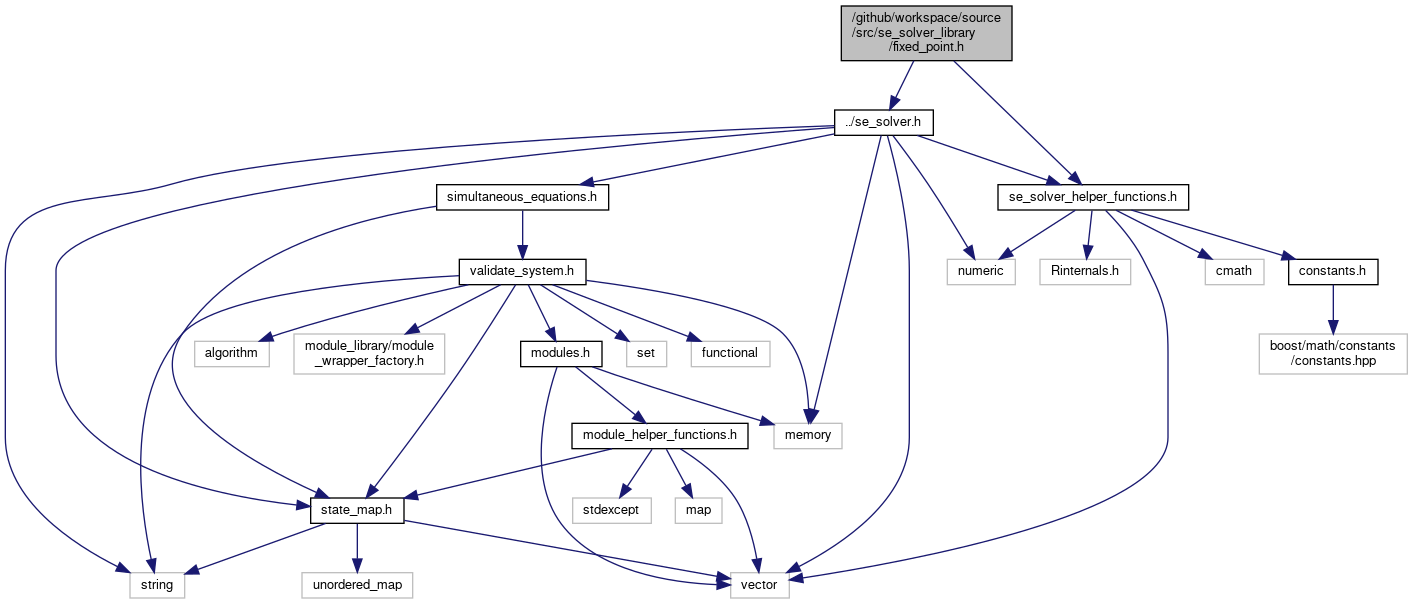 /github/workspace/source
/src/se_solver_library
/fixed_point.h
../se_solver.h
simultaneous_equations.h
se_solver_helper_functions.h
validate_system.h
numeric
Rinternals.h
cmath
constants.h
algorithm
module_library/module
_wrapper_factory.h
modules.h
set
functional
boost/math/constants
/constants.hpp
module_helper_functions.h
memory
state_map.h
stdexcept
map
string
unordered_map
vector